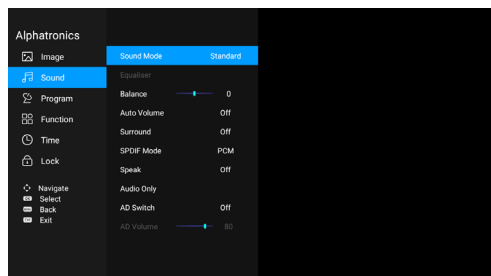 Alphatronics
Image
Sound
Program
Function
Time
Lock
Navigate
Select
Back
Exit
Sound Mode Standard
Equaliser
Balance 0
Auto Volume Off
Surround Off
SPDIF Mode PCM
Speak Off
Audio Only
AD Switch Off
AD Volume 80